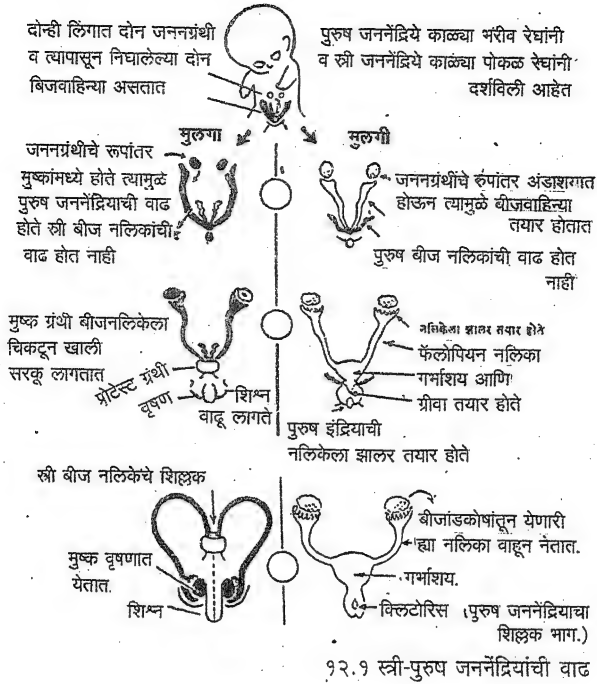 दोन्ही लिंगात दोन जननग्रंथी
व त्यापासून निघालेल्या दोन
बिजवाहिन्या असतात
पुरुष जननेंद्रिये काळ्या भरीव रेघांनी
व स्त्री जननेंद्रिये काळ्या पोकळ रेघांनी
दर्शविली आहेत
मुलगा
मुलगी
जननग्रंथीचे रूपांतर
मुष्कांमध्ये होते त्यामुळे
पुरुष जननेंद्रियाची वाढ
होते स्त्री बीज नलिकांची
वाढ होत नाही
जननग्रंथींचे रुपांतर अंडाशयात
होऊन त्यामुळे बीजवाहिन्या
तयार होतात
पुरुष बीज नलिकांची वाढ होत
नाही
मुष्क ग्रंथी बीजनलिकेला
चिकटून खाली
सरकू लागतात
प्रोटेस्ट ग्रंथी
वृषण
शिश्न
वाढू लागते
नलिकेला झालर तयार होते
फॅलोपियन नलिका
गर्भाशय आणि
ग्रीवा तयार होते
पुरुष इंद्रियाची
नलिकेला झालर तयार होते
स्री बीज नलिकेचे शिल्लक
मुष्क वृषणात
येतात.
शिश्न
बीजांडकोषांतून येणारी
ह्या नलिका वाहून नेतात.
गर्भाशय.
क्लिटोरिस (पुरुष जननेंद्रियाचा
शिल्लक भाग.)
१२.१ स्त्री-पुरुष जननेंद्रियांची वाढ